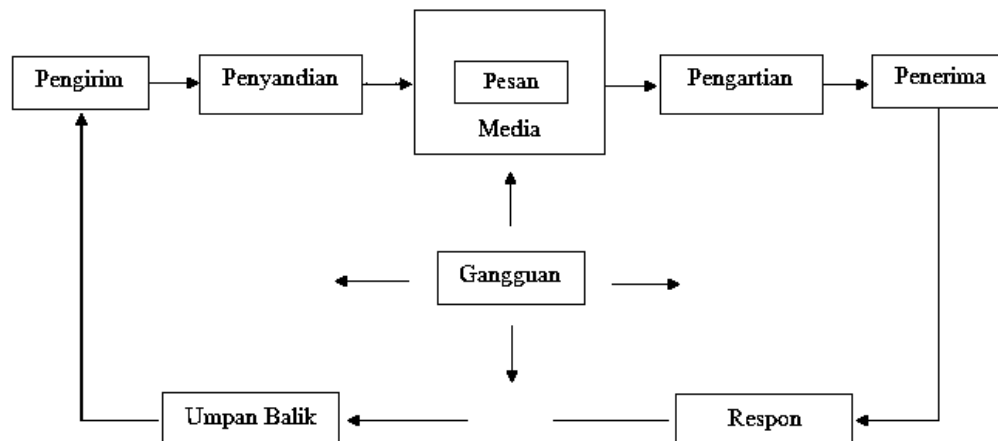 Pengirim
Penyandian
Pesan
Media
Pengartian
Penerima
Gangguan
Umpan Balik
Respon